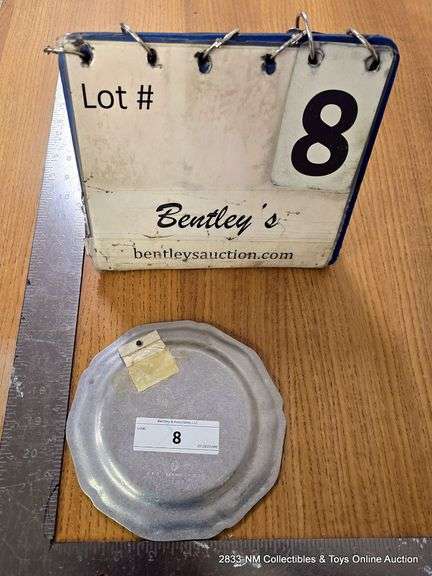 Lot #
8
Bentley's
bentleysauction.com
8
2833-NM Collectibles & Toys Online Auction